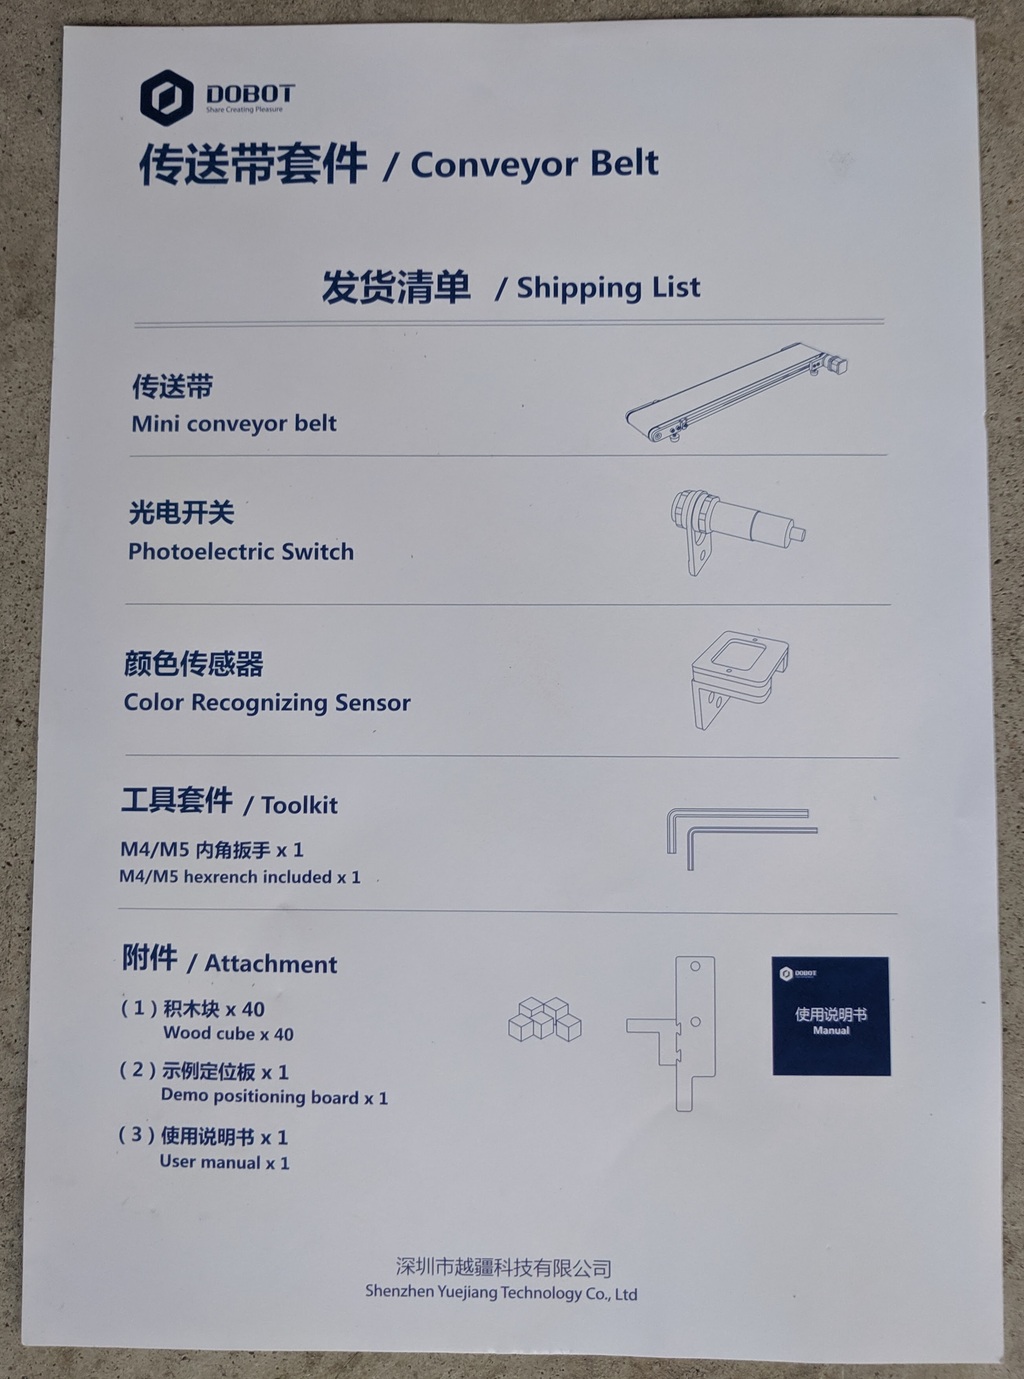 DOBOT
Share Creating Pleasure
传送带套件 / Conveyor Belt
发货清单 / Shipping List
传送带
Mini conveyor belt
光电开关
Photoelectric Switch
颜色传感器
Color Recognizing Sensor
工具套件 / Toolkit
M4/M5 内角扳手 x 1
M4/M5 hexrench included x 1
附件 / Attachment
（1）积木块 x 40
Wood cube x 40
（2）示例定位板 x 1
Demo positioning board x 1
（3）使用说明书 x 1
User manual x 1
DOBOT
使用说明书
Manual
深圳市越疆科技有限公司
Shenzhen Yuejiang Technology Co., Ltd